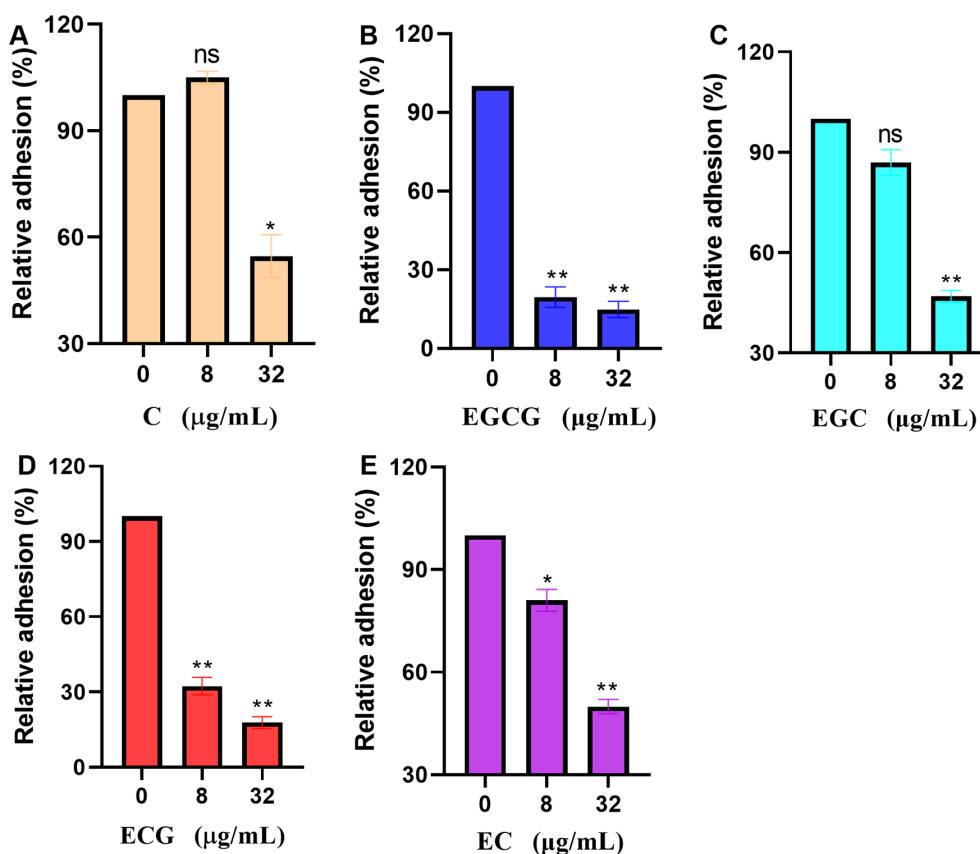 A
Relative adhesion (%)
120
90
60
30
ns
*
0 8 32
C (μg/mL)
B
Relative adhesion (%)
120
90
60
30
0
**
**
0 8 32
EGCG (μg/mL)
C
Relative adhesion (%)
120
90
60
30
ns
**
0 8 32
EGC (μg/mL)
D
Relative adhesion (%)
120
90
60
30
0
**
**
0 8 32
ECG (μg/mL)
E
Relative adhesion (%)
120
90
60
30
*
**
0 8 32
EC (μg/mL)